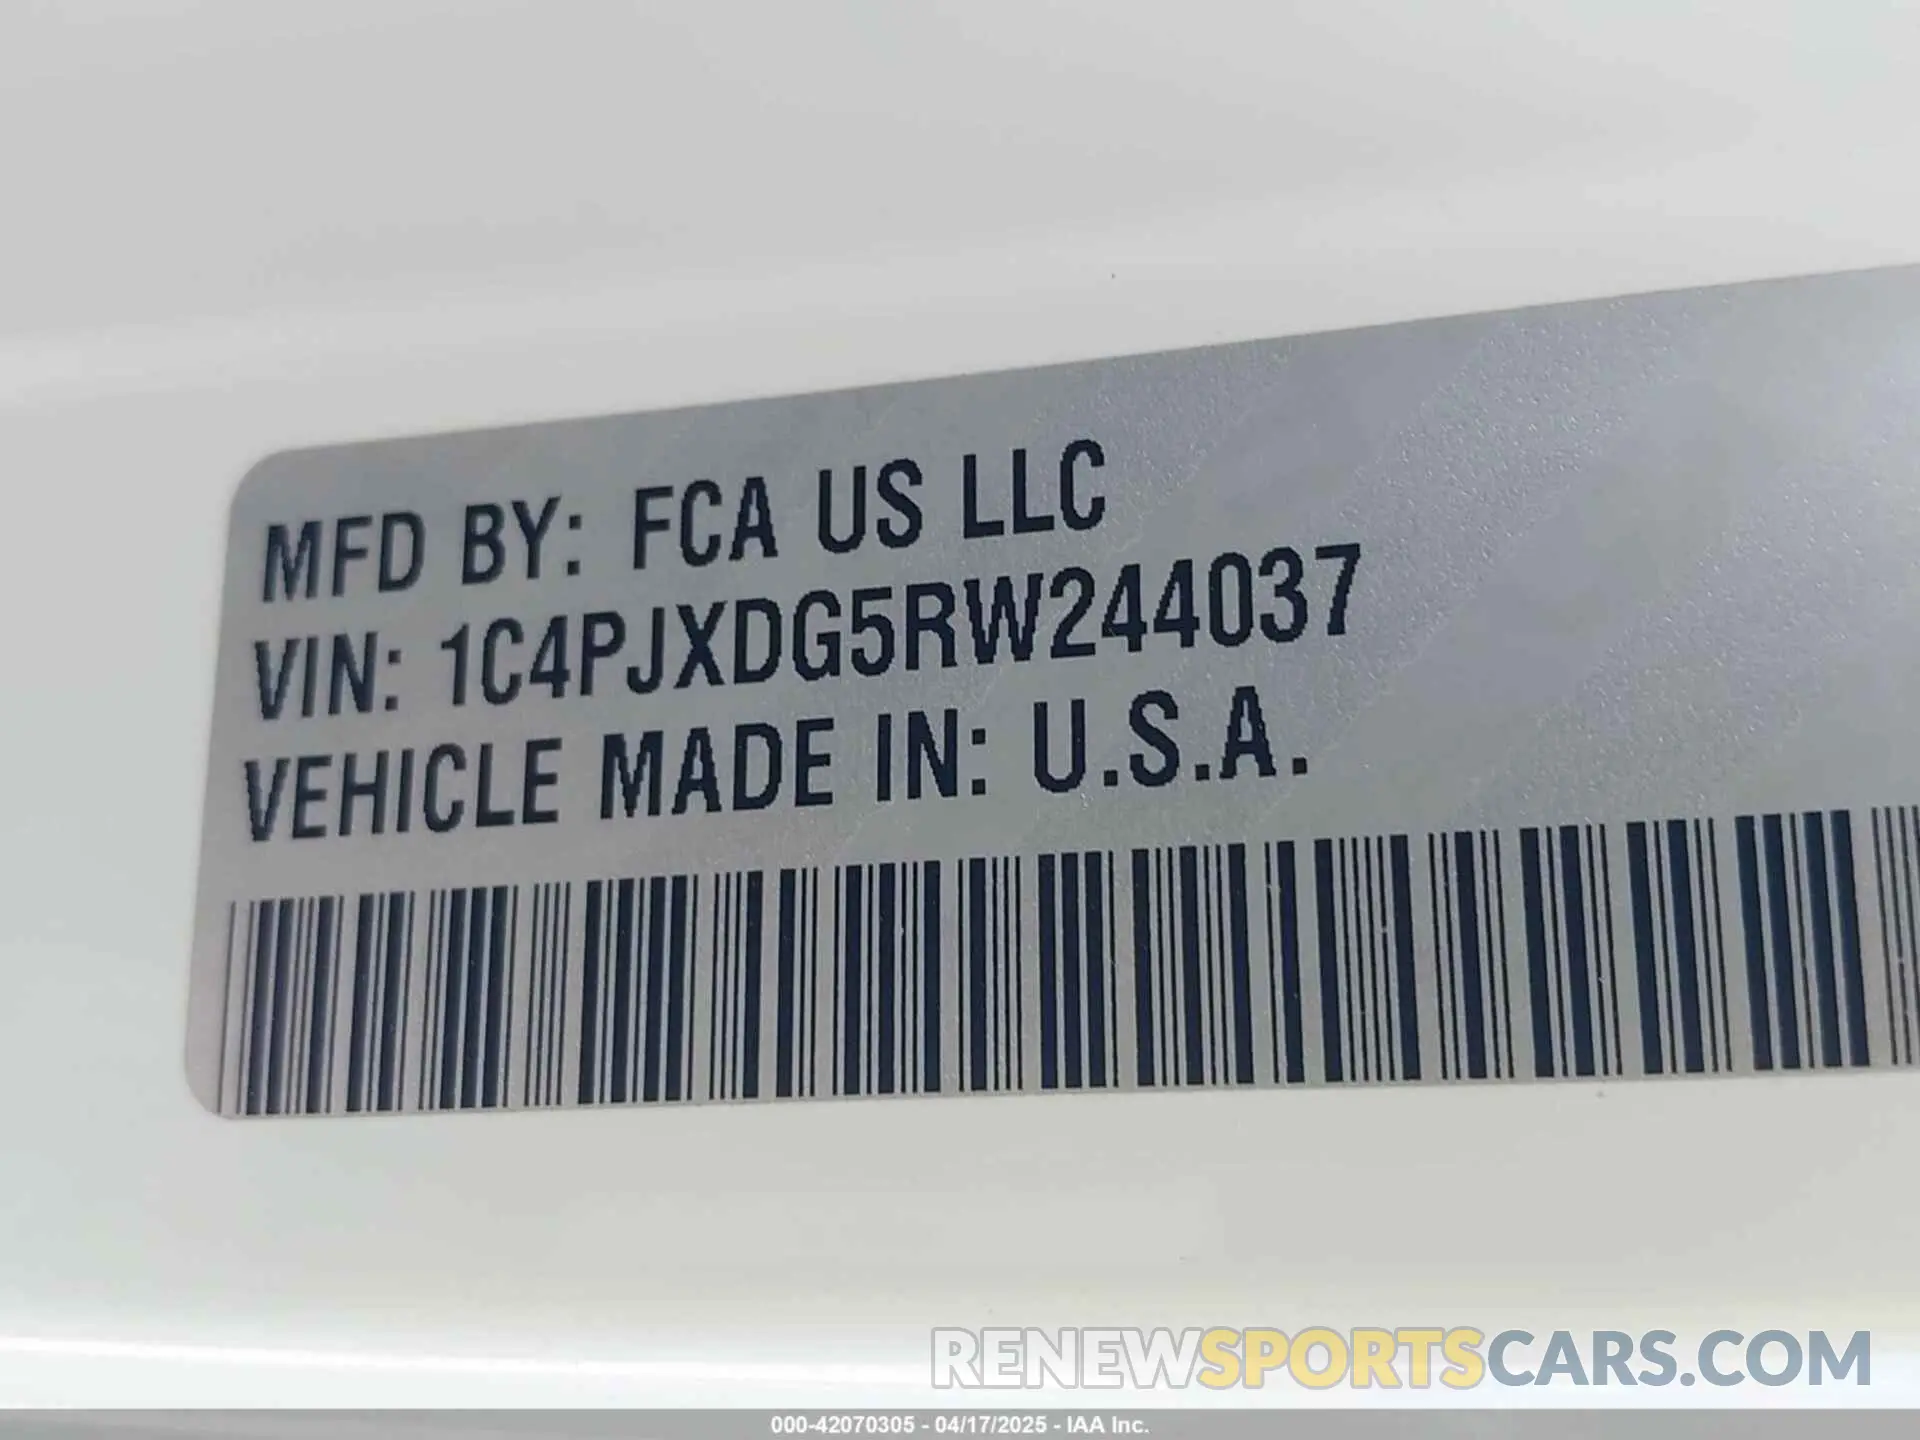 MFD BY: FCA US LLC
VIN: 1C4PJXDG5RW244037
VEHICLE MADE IN: U.S.A.
RENEWSPORTSCARS.COM
000-42070305 - 04/17/2025 - IAA Inc.